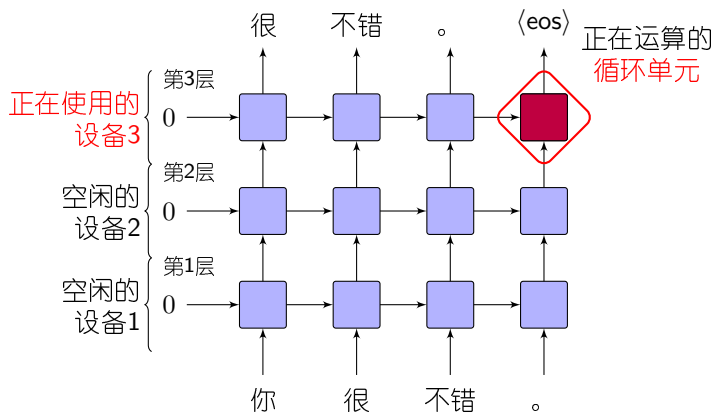 很 不错 。 ⟨eos⟩
正在运算的
循环单元
第3层
正在使用的
设备3
0
第2层
空闲的
设备2
0
第1层
空闲的
设备1
0
你 很 不错 。